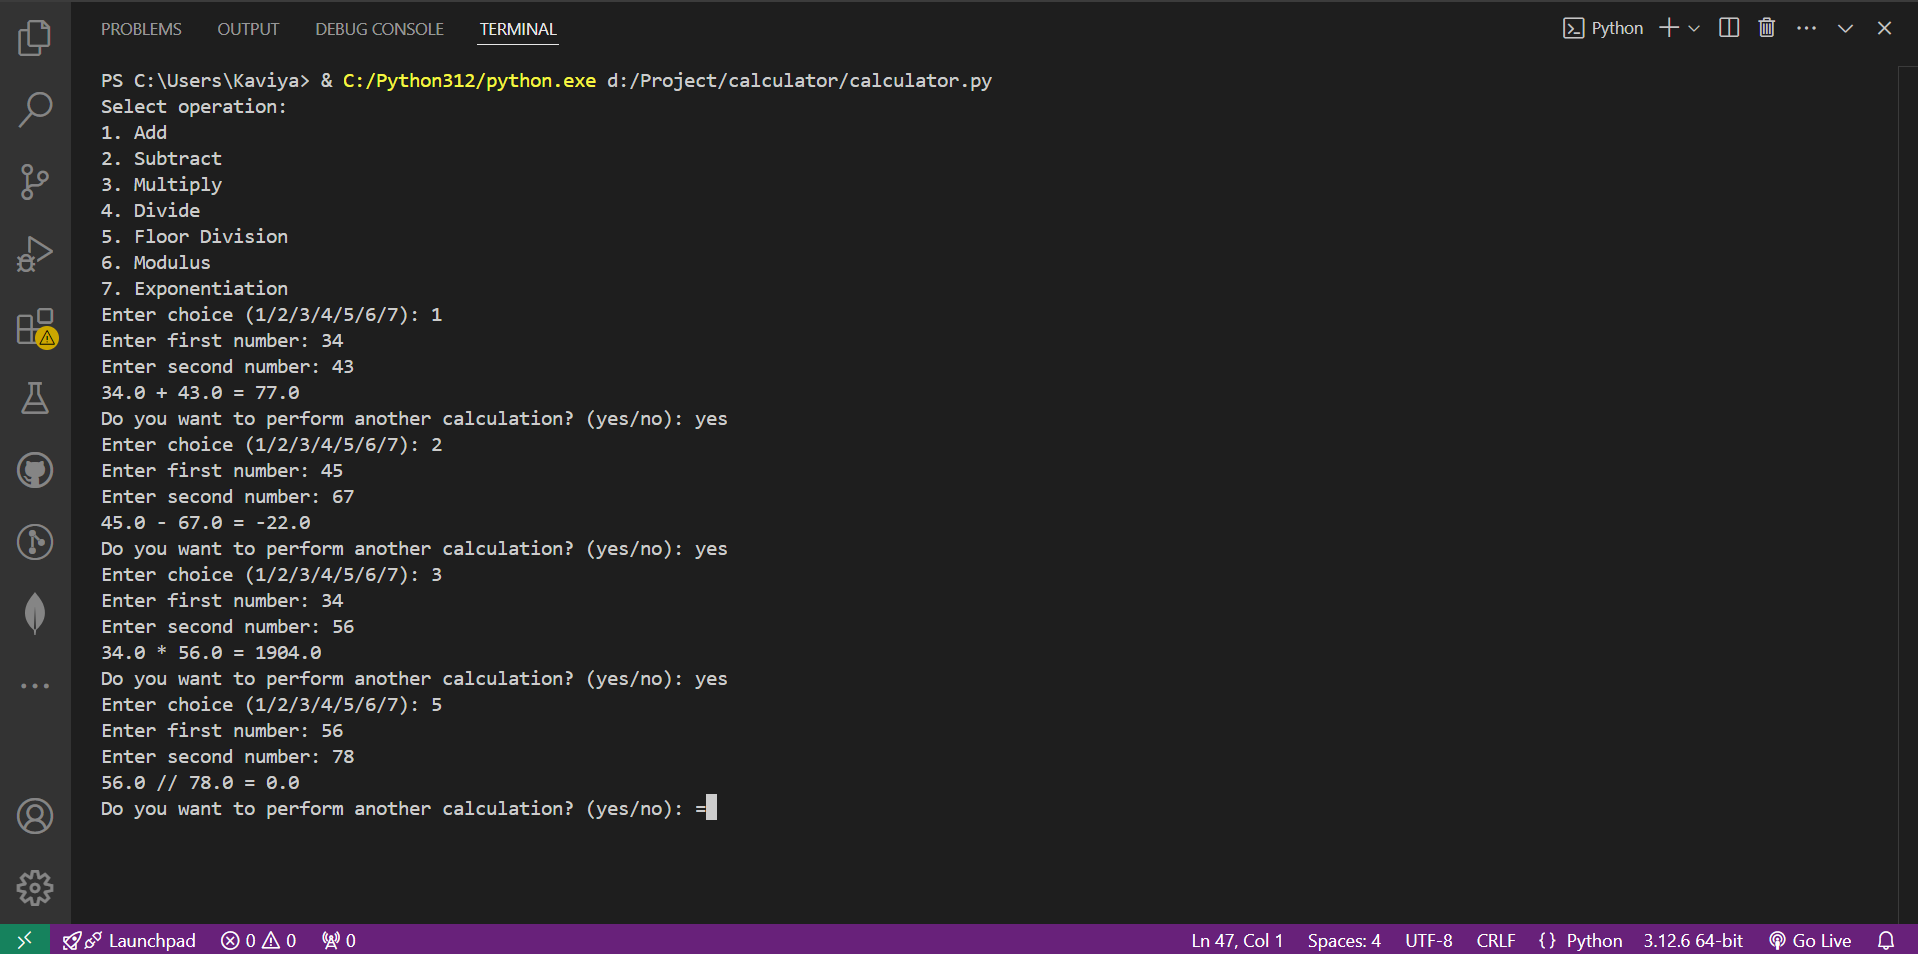 PROBLEMS OUTPUT DEBUG CONSOLE TERMINAL Python
PS C:\Users\Kaviya> & C:/Python312/python.exe d:/Project/calculator/calculator.py
Select operation:
1. Add
2. Subtract
3. Multiply
4. Divide
5. Floor Division
6. Modulus
7. Exponentiation
Enter choice (1/2/3/4/5/6/7): 1
Enter first number: 34
Enter second number: 43
34.0 + 43.0 = 77.0
Do you want to perform another calculation? (yes/no): yes
Enter choice (1/2/3/4/5/6/7): 2
Enter first number: 45
Enter second number: 67
45.0 - 67.0 = -22.0
Do you want to perform another calculation? (yes/no): yes
Enter choice (1/2/3/4/5/6/7): 3
Enter first number: 34
Enter second number: 56
34.0 * 56.0 = 1904.0
Do you want to perform another calculation? (yes/no): yes
Enter choice (1/2/3/4/5/6/7): 5
Enter first number: 56
Enter second number: 78
56.0 // 78.0 = 0.0
Do you want to perform another calculation? (yes/no): =
Launchpad 0 0 0 Ln 47, Col 1 Spaces: 4 UTF-8 CRLF {} Python 3.12.6 64-bit Go Live